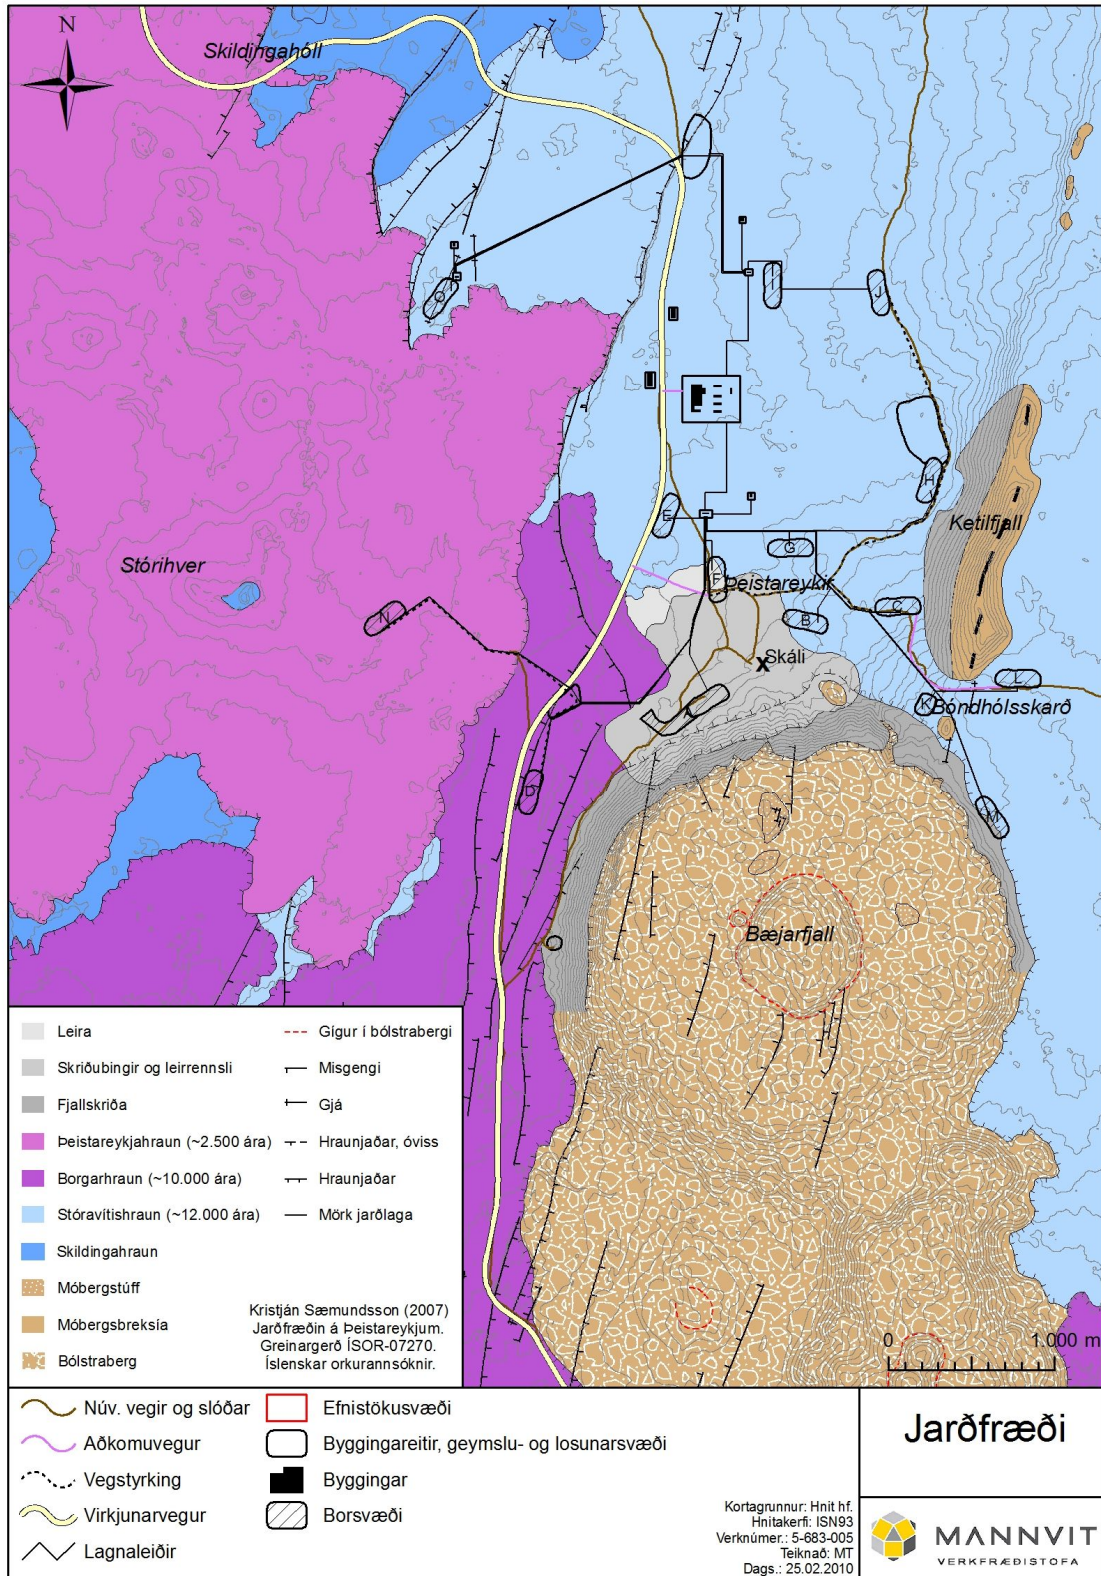 N
Skildingahóll
O
I
J
H
Ketilfjall
E
G
Stórihver
F
Þeistareykir
N
B
C
Skáli
L
A
K
Bóndhólsskarð
D
M
Bæjarfjall
Leira
Skriðubingir og leirrennsli
Fjallskriða
Þeistareykjahraun (~2.500 ára)
Borgarhraun (~10.000 ára)
Stóravítishraun (~12.000 ára)
Skildingahraun
Móbergstúff
Móbergsbreksía
Bólstraberg
Gígur í bólstrabergi
Misgengi
Gjá
Hraunjaðar, óviss
Hraunjaðar
Mörk jarðlaga
Kristján Sæmundsson (2007)
Jarðfræðin á Þeistareykjum.
Greinargerð ÍSOR-07270.
Íslenskar orkurannsóknir.
0 1.000 m
Núv. vegir og slóðar
Aðkomuvegur
Vegstyrking
Virkjunarvegur
Lagnaleiðir
Efnistökusvæði
Byggingareitir, geymslu- og losunarsvæði
Byggingar
Borsvæði
Kortagrunnur: Hnit hf.
Hnitakerfi: ISN93
Verknúmer.: 5-683-005
Teiknað: MT
Dags.: 25.02.2010
Jarðfræði
MANNVIT
VERKFRÆÐISTOFA